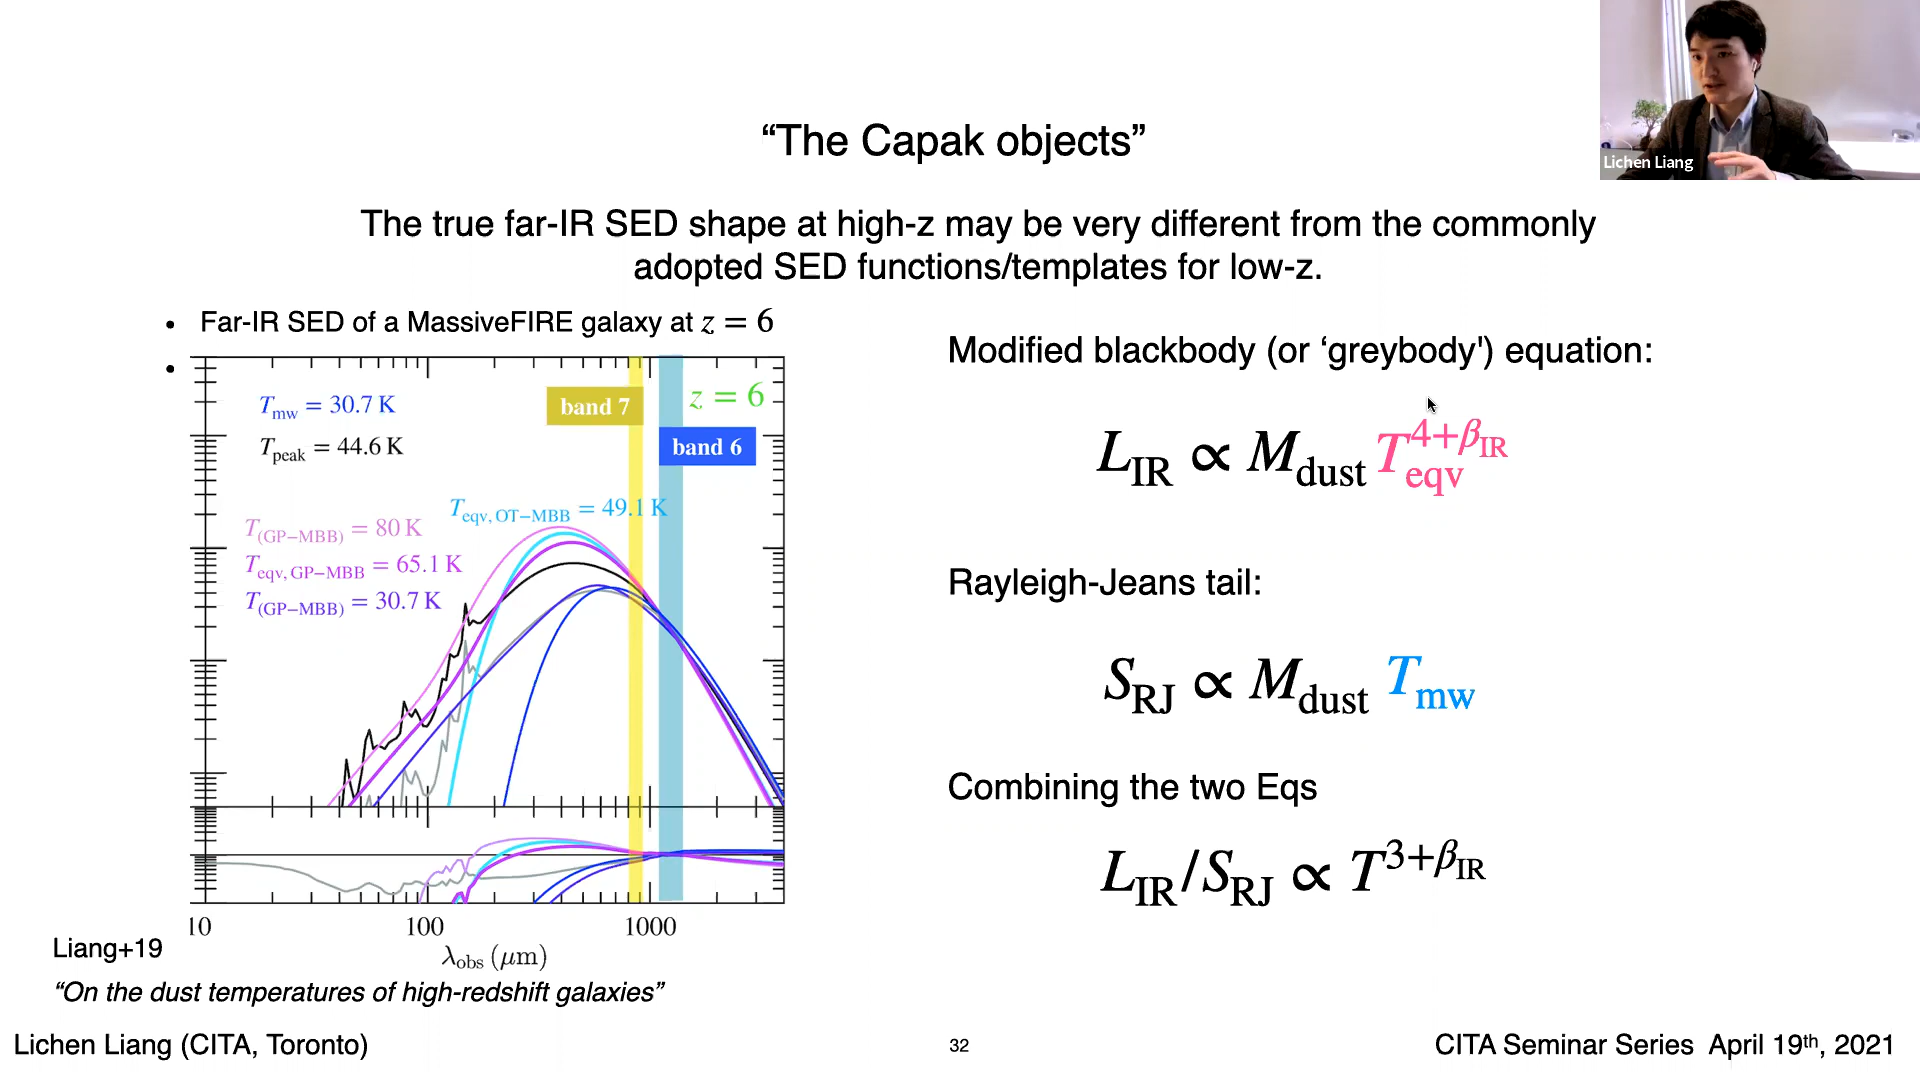 Lichen Liang
“The Capak objects”
The true far-IR SED shape at high-z may be very different from the commonly
adopted SED functions/templates for low-z.
• Far-IR SED of a MassiveFIRE galaxy at z = 6
•
T_mw = 30.7 K
T_peak = 44.6 K
band 7
z = 6
band 6
T_eqv, OT−MBB = 49.1 K
T_(GP−MBB) = 80 K
T_eqv, GP−MBB = 65.1 K
T_(GP−MBB) = 30.7 K
10 100 1000
λ_obs (μm)
Liang+19
“On the dust temperatures of high-redshift galaxies”
Modified blackbody (or ‘greybody') equation:
L_IR ∝ M_dust T_eqv^{4+β_IR}
Rayleigh-Jeans tail:
S_RJ ∝ M_dust T_mw
Combining the two Eqs
L_IR/S_RJ ∝ T^{3+β_IR}
Lichen Liang (CITA, Toronto)
32
CITA Seminar Series April 19th, 2021